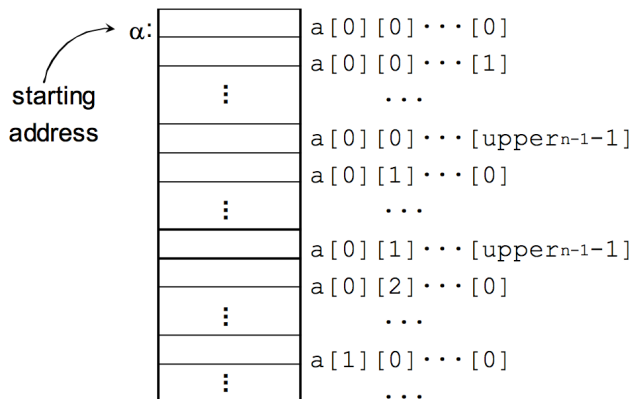 α: a[0][0]···[0]
a[0][0]···[1]
starting
address
⋮ ···
a[0][0]···[uppern-1-1]
a[0][1]···[0]
⋮ ···
a[0][1]···[uppern-1-1]
a[0][2]···[0]
⋮ ···
a[1][0]···[0]
⋮ ···